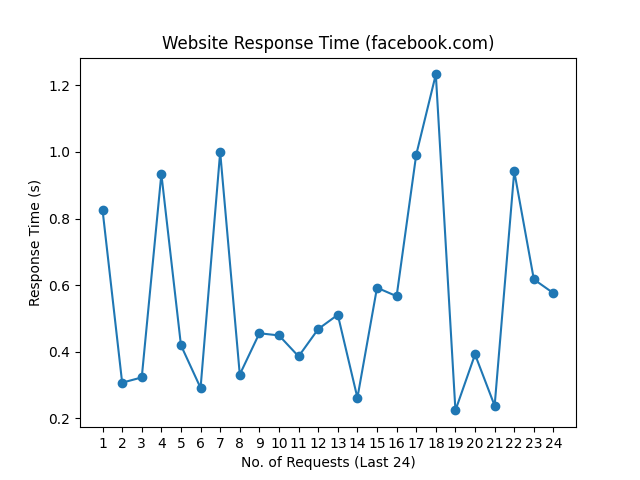 Website Response Time (facebook.com)
Response Time (s)
1.2
1.0
0.8
0.6
0.4
0.2
1 2 3 4 5 6 7 8 9 10 11 12 13 14 15 16 17 18 19 20 21 22 23 24
No. of Requests (Last 24)